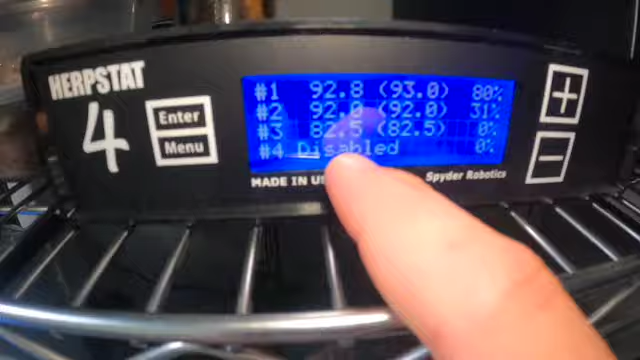 HERPSTAT
4
Enter
Menu
#1 92.8 (93.0) 80%
#2 92.0 (92.0) 31%
#3 82.5 (82.5) 0%
#4 Disabled 0%
MADE IN
Spyder Robotics
+
−